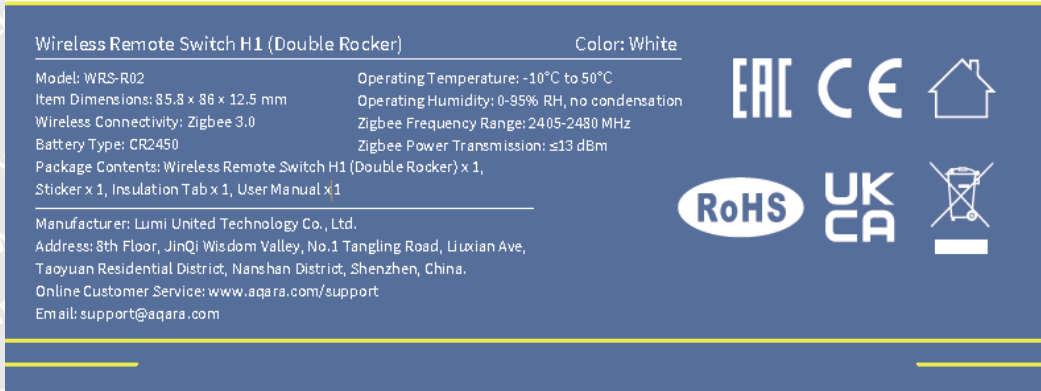 Wireless Remote Switch H1 (Double Rocker) Color: White
Model: WRS-R02 Operating Temperature: -10°C to 50°C
Item Dimensions: 85.8 x 86 x 12.5 mm Operating Humidity: 0-95% RH, no condensation
Wireless Connectivity: Zigbee 3.0 Zigbee Frequency Range: 2405-2480 MHz
Battery Type: CR2450 Zigbee Power Transmission: ≤13 dBm
Package Contents: Wireless Remote Switch H1 (Double Rocker) x 1,
Sticker x 1, Insulation Tab x 1, User Manual x 1
Manufacturer: Lumi United Technology Co., Ltd.
Address: 8th Floor, JinQi Wisdom Valley, No.1 Tangling Road, Liuxian Ave,
Taoyuan Residential District, Nanshan District, Shenzhen, China.
Online Customer Service: www.aqara.com/support
Email: support@aqara.com
EAC CE
RoHS UK
CA